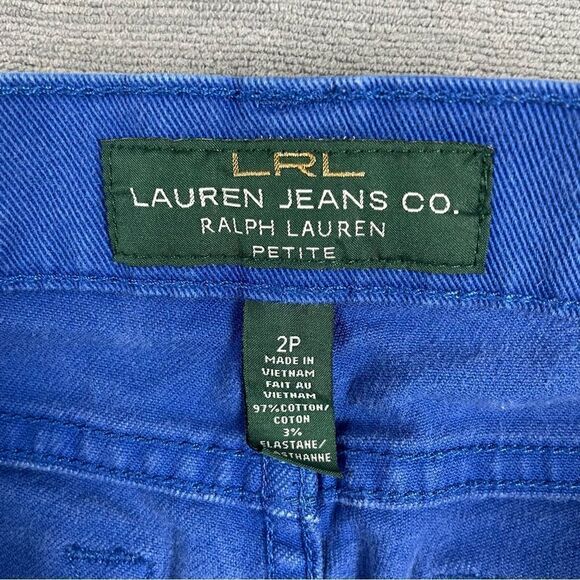 LRL
LAUREN JEANS CO.
RALPH LAUREN
PETITE
2P
MADE IN
VIETNAM
FAIT AU
VIETNAM
97%COTTON/
COTON
3%
ELASTANE/